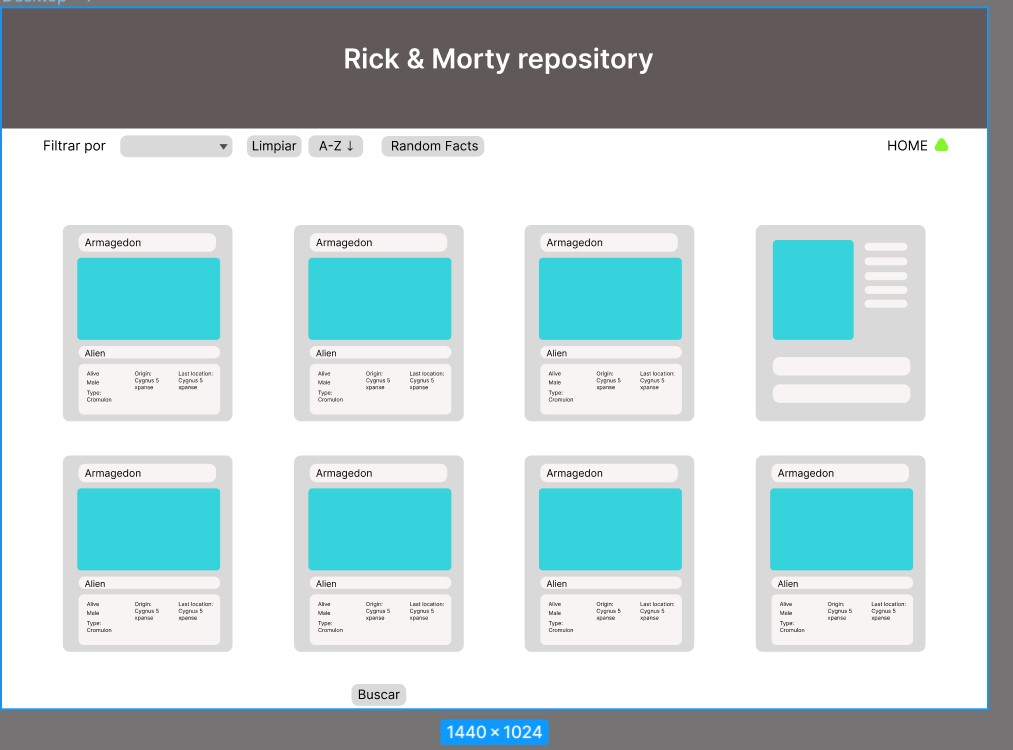 Rick & Morty repository
Filtrar por
Limpiar
A-Z ↓
Random Facts
HOME
Armagedon
Armagedon
Armagedon
Alien
Alien
Alien
Alive
Male
Type:
Cromulon
Origin:
Cygnus 5
xpanse
Last location:
Cygnus 5
xpanse
Alive
Male
Type:
Cromulon
Origin:
Cygnus 5
xpanse
Last location:
Cygnus 5
xpanse
Alive
Male
Type:
Cromulon
Origin:
Cygnus 5
xpanse
Last location:
Cygnus 5
xpanse
Armagedon
Armagedon
Armagedon
Armagedon
Alien
Alien
Alien
Alien
Alive
Male
Type:
Cromulon
Origin:
Cygnus 5
xpanse
Last location:
Cygnus 5
xpanse
Alive
Male
Type:
Cromulon
Origin:
Cygnus 5
xpanse
Last location:
Cygnus 5
xpanse
Alive
Male
Type:
Cromulon
Origin:
Cygnus 5
xpanse
Last location:
Cygnus 5
xpanse
Alive
Male
Type:
Cromulon
Origin:
Cygnus 5
xpanse
Last location:
Cygnus 5
xpanse
Buscar
1440 × 1024